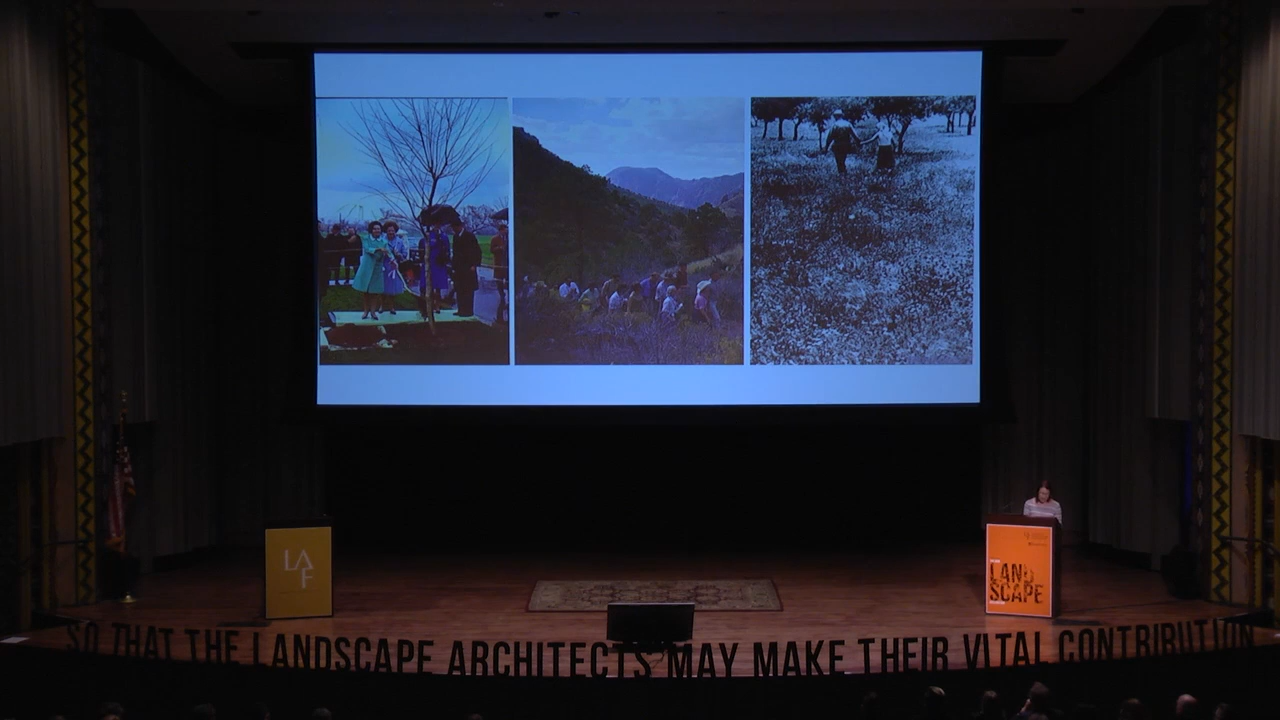 LA
F
LAND
SCAPE
SO THAT THE LANDSCAPE ARCHITECTS MAY MAKE THEIR VITAL CONTRIBUTION